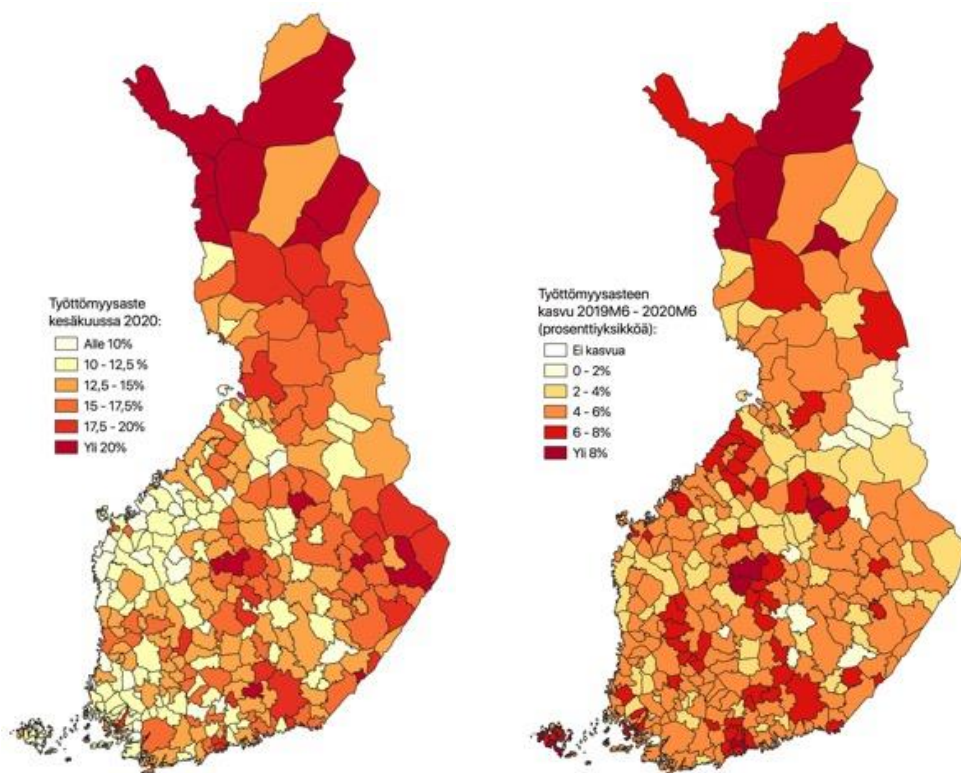 Työttömyysaste
kesäkuussa 2020:
Alle 10%
10 – 12,5 %
12,5 – 15%
15 – 17,5%
17,5 – 20%
Yli 20%
Työttömyysasteen
kasvu 2019M6 - 2020M6
(prosenttiyksikköä):
Ei kasvua
0 - 2%
2 - 4%
4 - 6%
6 - 8%
Yli 8%